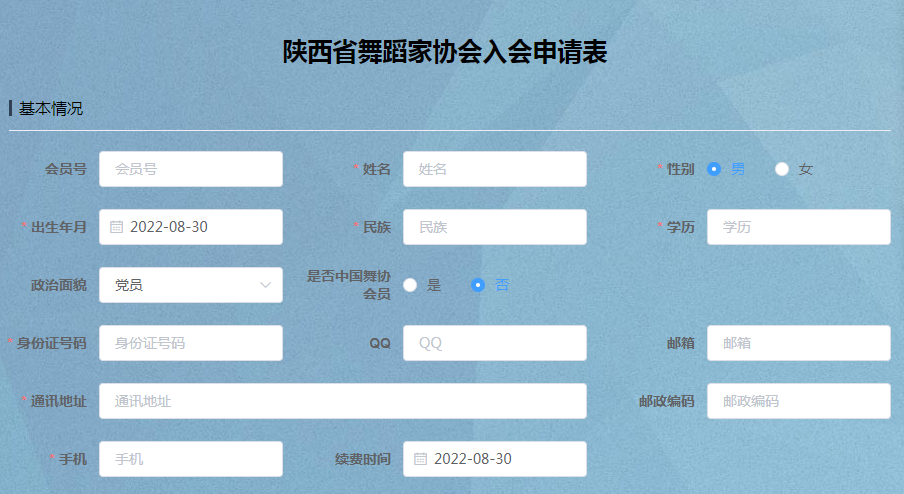 陕西省舞蹈家协会入会申请表
基本情况
会员号 会员号 * 姓名 姓名 * 性别 男 女
* 出生年月 2022-08-30 * 民族 民族 * 学历 学历
政治面貌 党员 是否中国舞协会员 是 否
* 身份证号码 身份证号码 QQ QQ 邮箱 邮箱
* 通讯地址 通讯地址 邮政编码 邮政编码
* 手机 手机 续费时间 2022-08-30